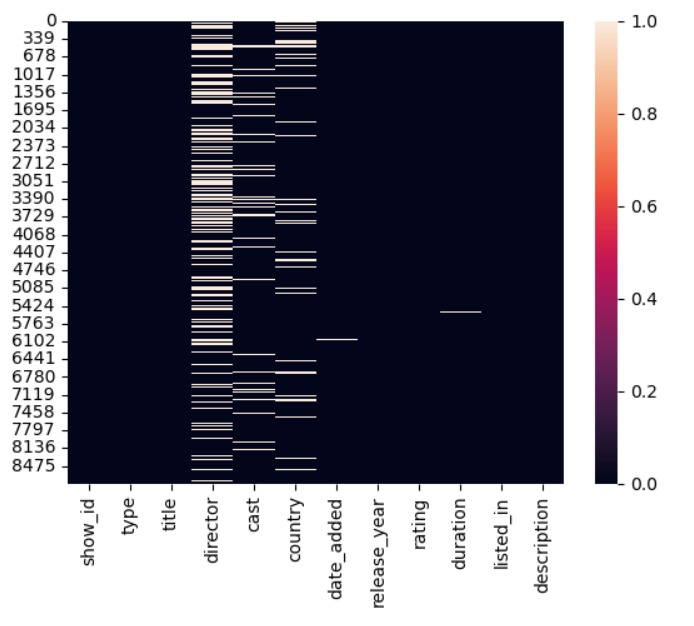 0
339
678
1017
1356
1695
2034
2373
2712
3051
3390
3729
4068
4407
4746
5085
5424
5763
6102
6441
6780
7119
7458
7797
8136
8475
show_id
type
title
director
cast
country
date_added
release_year
rating
duration
listed_in
description
1.0
0.8
0.6
0.4
0.2
0.0